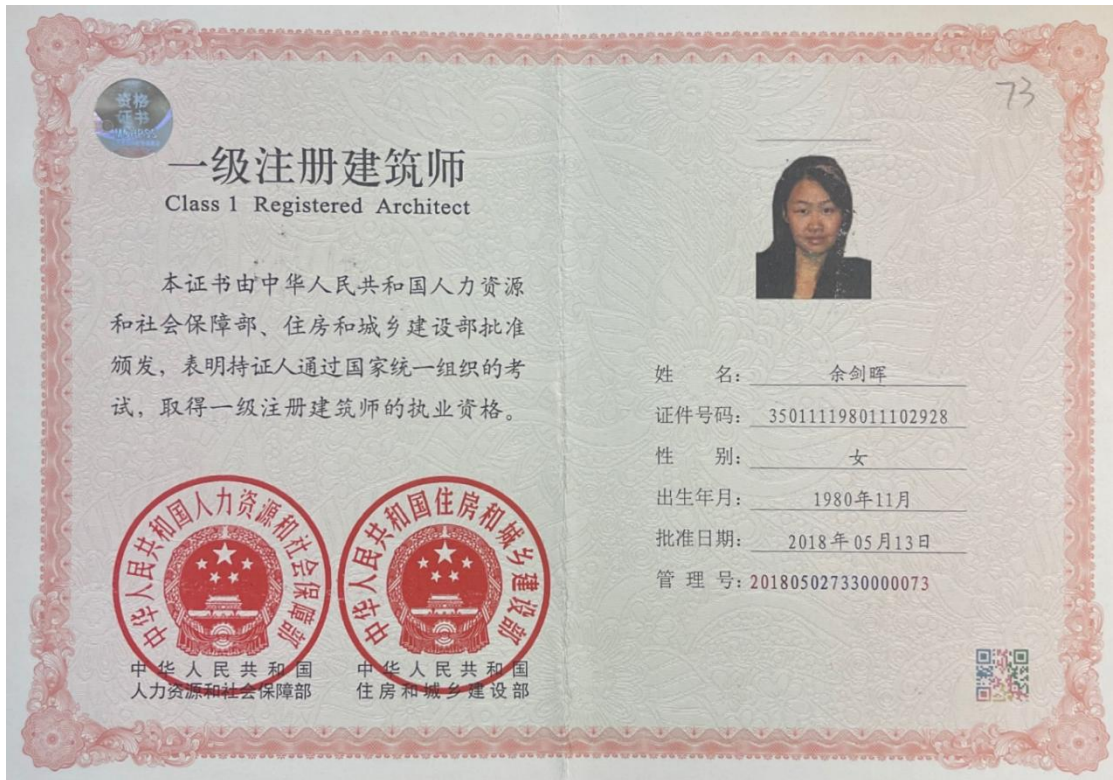 资格
证书
一级注册建筑师
Class 1 Registered Architect
本证书由中华人民共和国人力资源
和社会保障部、住房和城乡建设部批准
颁发，表明持证人通过国家统一组织的考
试，取得一级注册建筑师的执业资格。
中华人民共和国人力资源和社会保障部
中华人民共和国
人力资源和社会保障部
中华人民共和国住房和城乡建设部
中华人民共和国
住房和城乡建设部
73
姓 名： 余剑晖
证件号码： 350111198011102928
性 别： 女
出生年月： 1980年11月
批准日期： 2018年05月13日
管 理 号：201805027330000073